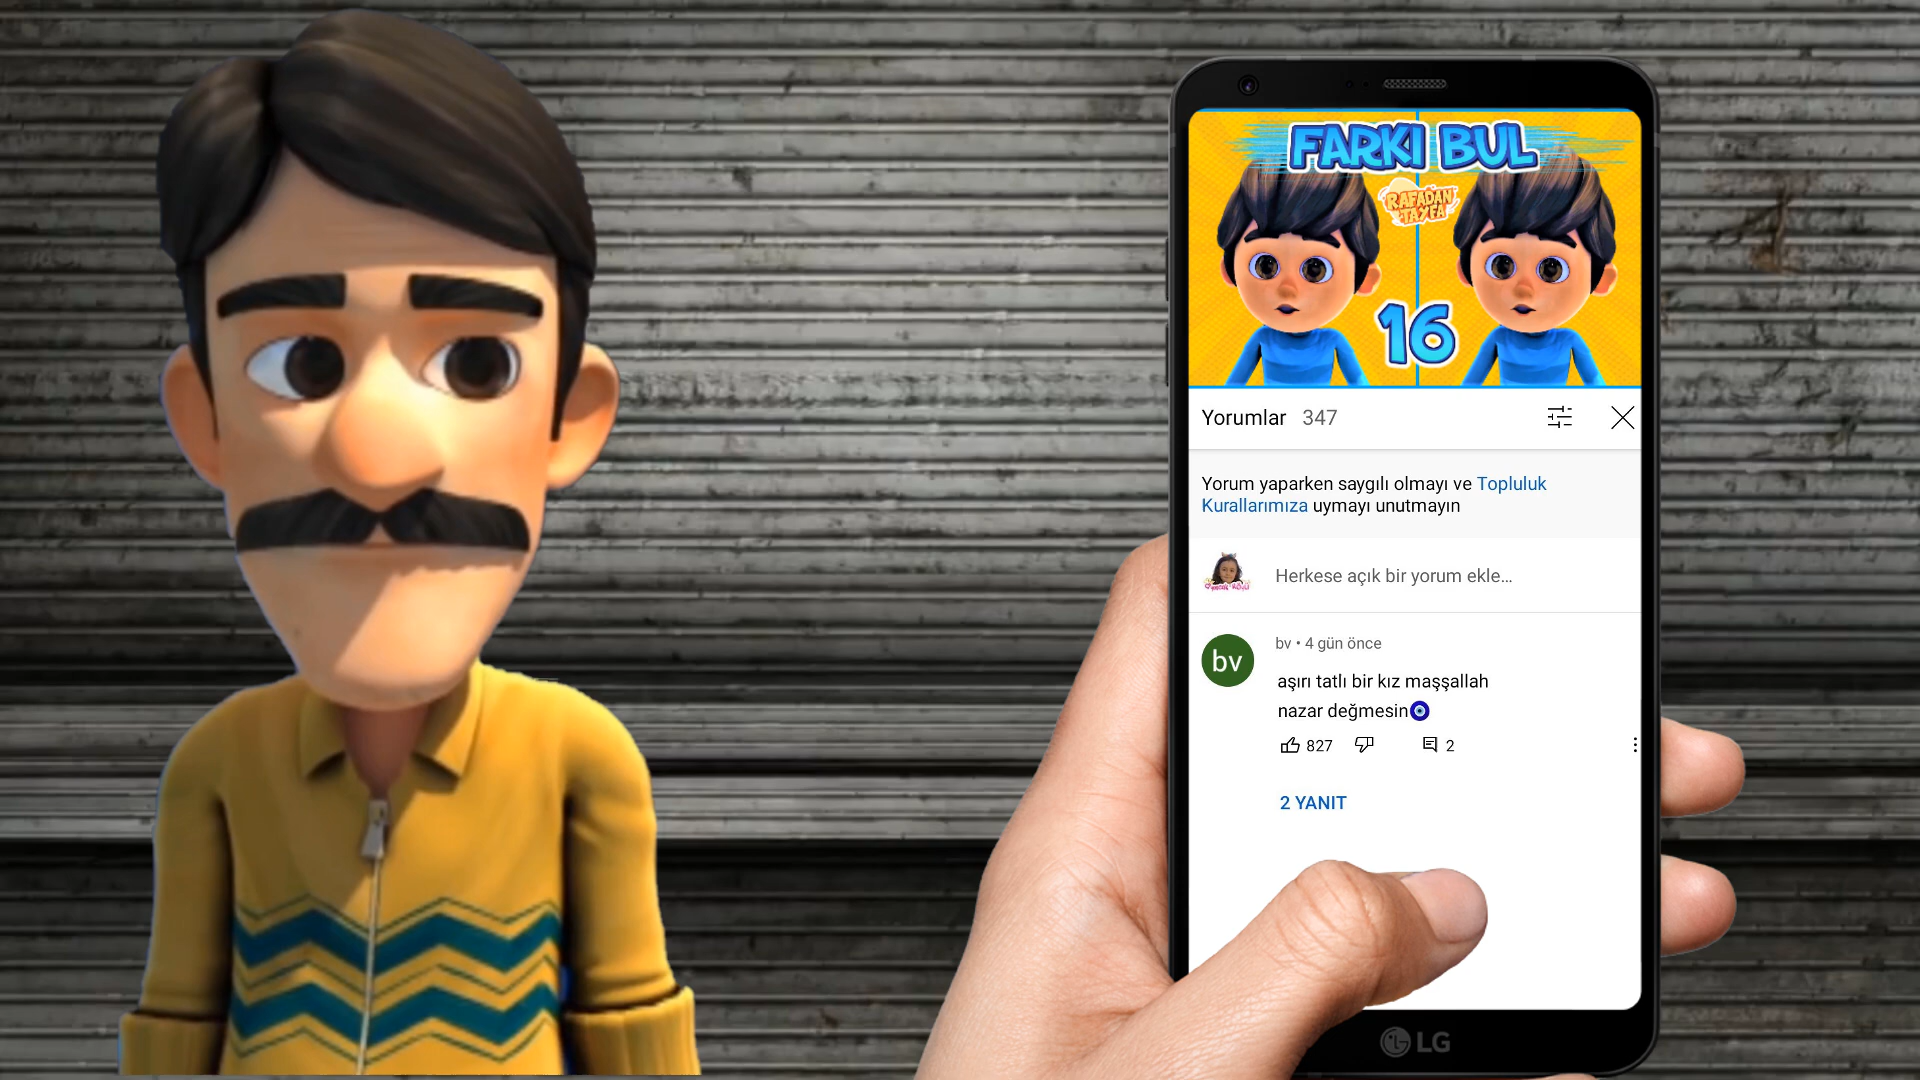 FARKI BUL
RAFADAN
TAYFA
16
Yorumlar 347
Yorum yaparken saygılı olmayı ve Topluluk
Kurallarımıza uymayı unutmayın
Herkese açık bir yorum ekle...
bv
bv • 4 gün önce
aşırı tatlı bir kız maşşallah
nazar değmesin🧿
827
2
2 YANIT
LG